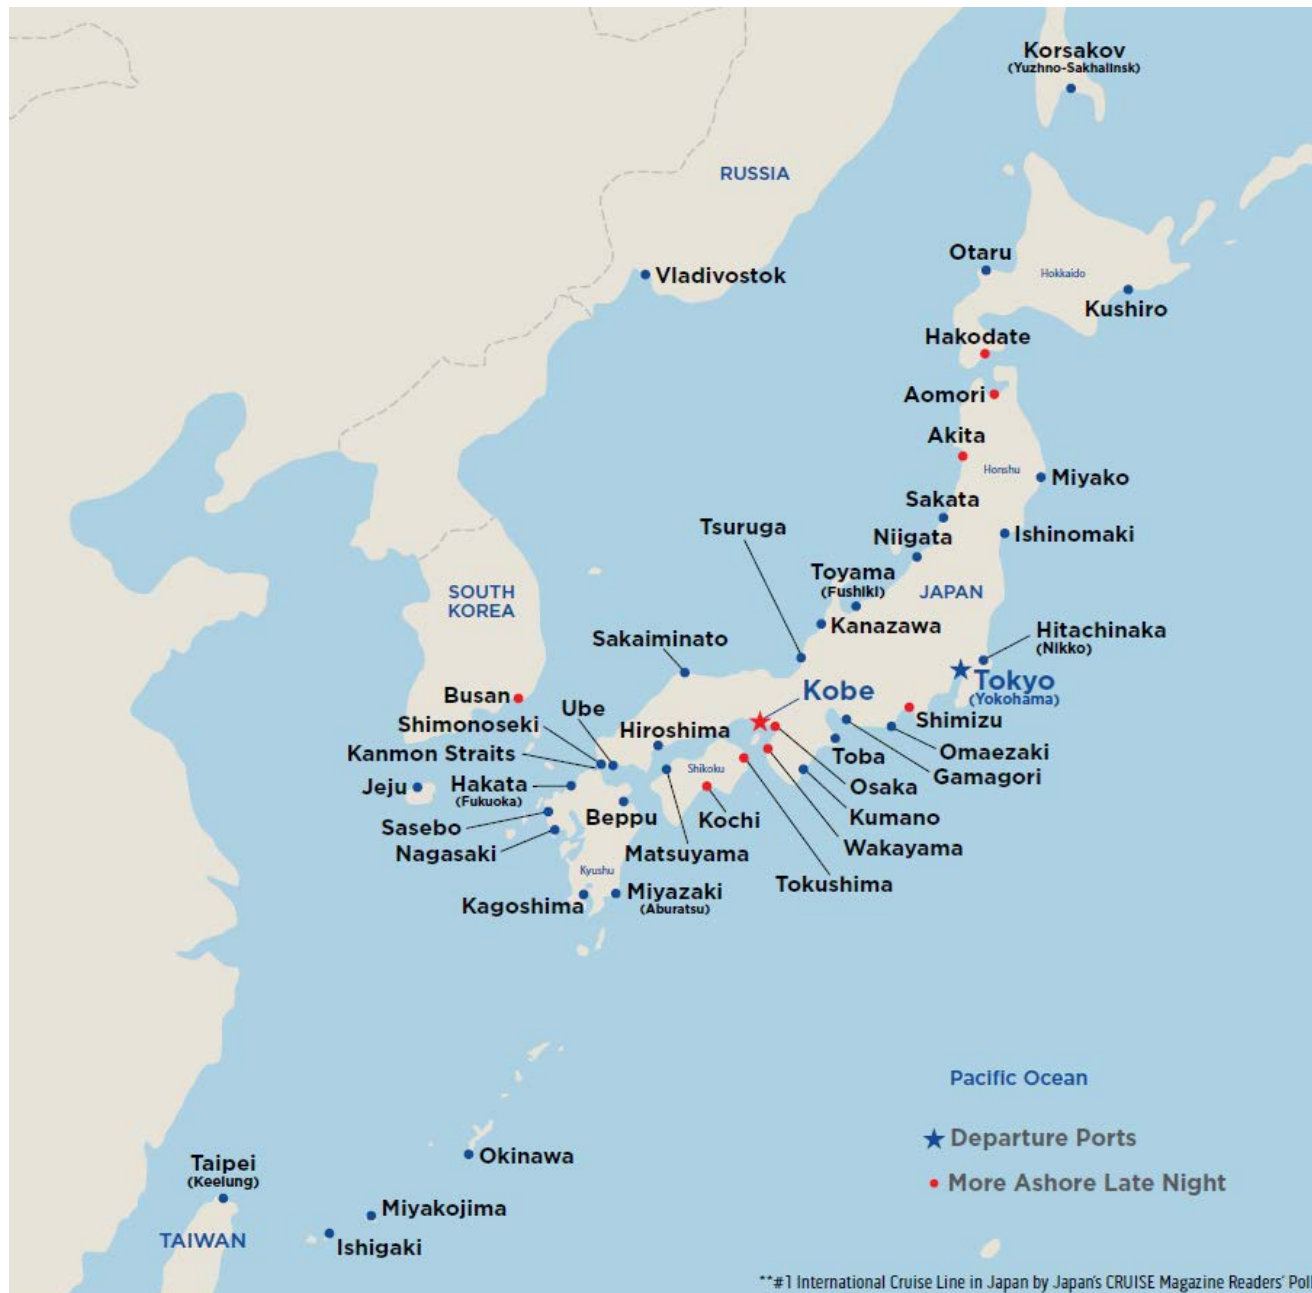 Korsakov
(Yuzhno-Sakhalinsk)
RUSSIA
Otaru
Hokkaido
Vladivostok
Kushiro
Hakodate
Aomori
Akita
Honshu
Miyako
Sakata
Tsuruga
Niigata
Ishinomaki
Toyama
(Fushiki)
SOUTH
KOREA
JAPAN
Kanazawa
Hitachinaka
(Nikko)
Sakaiminato
Tokyo
(Yokohama)
Kobe
Busan
Ube
Shimonoseki
Hiroshima
Shimizu
Kanmon Straits
Toba
Omaezaki
Shikoku
Gamagori
Jeju
Hakata
(Fukuoka)
Osaka
Beppu
Kochi
Kumano
Sasebo
Nagasaki
Matsuyama
Wakayama
Kyushu
Tokushima
Kagoshima
Miyazaki
(Aburatsu)
Pacific Ocean
Departure Ports
Okinawa
Taipei
(Keelung)
More Ashore Late Night
Miyakojima
TAIWAN
Ishigaki
**#1 International Cruise Line in Japan by Japan's CRUISE Magazine Readers' Poll